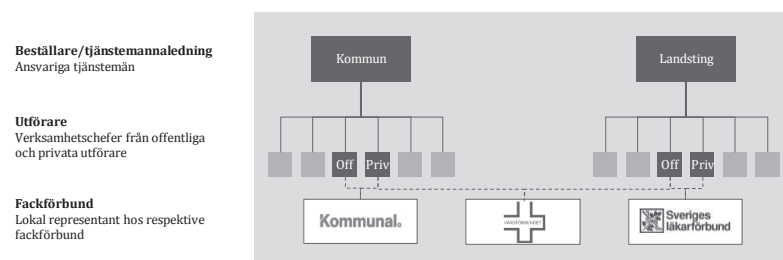 Beställare/tjänstemannaledning
Ansvariga tjänstemän
Kommun
Landsting
Utförare
Verksamhetschefer från offentliga
och privata utförare
Off Priv
Off Priv
Fackförbund
Lokal representant hos respektive
fackförbund
Kommunal.
VÅRDFÖRBUNDET
Sveriges
läkarförbund